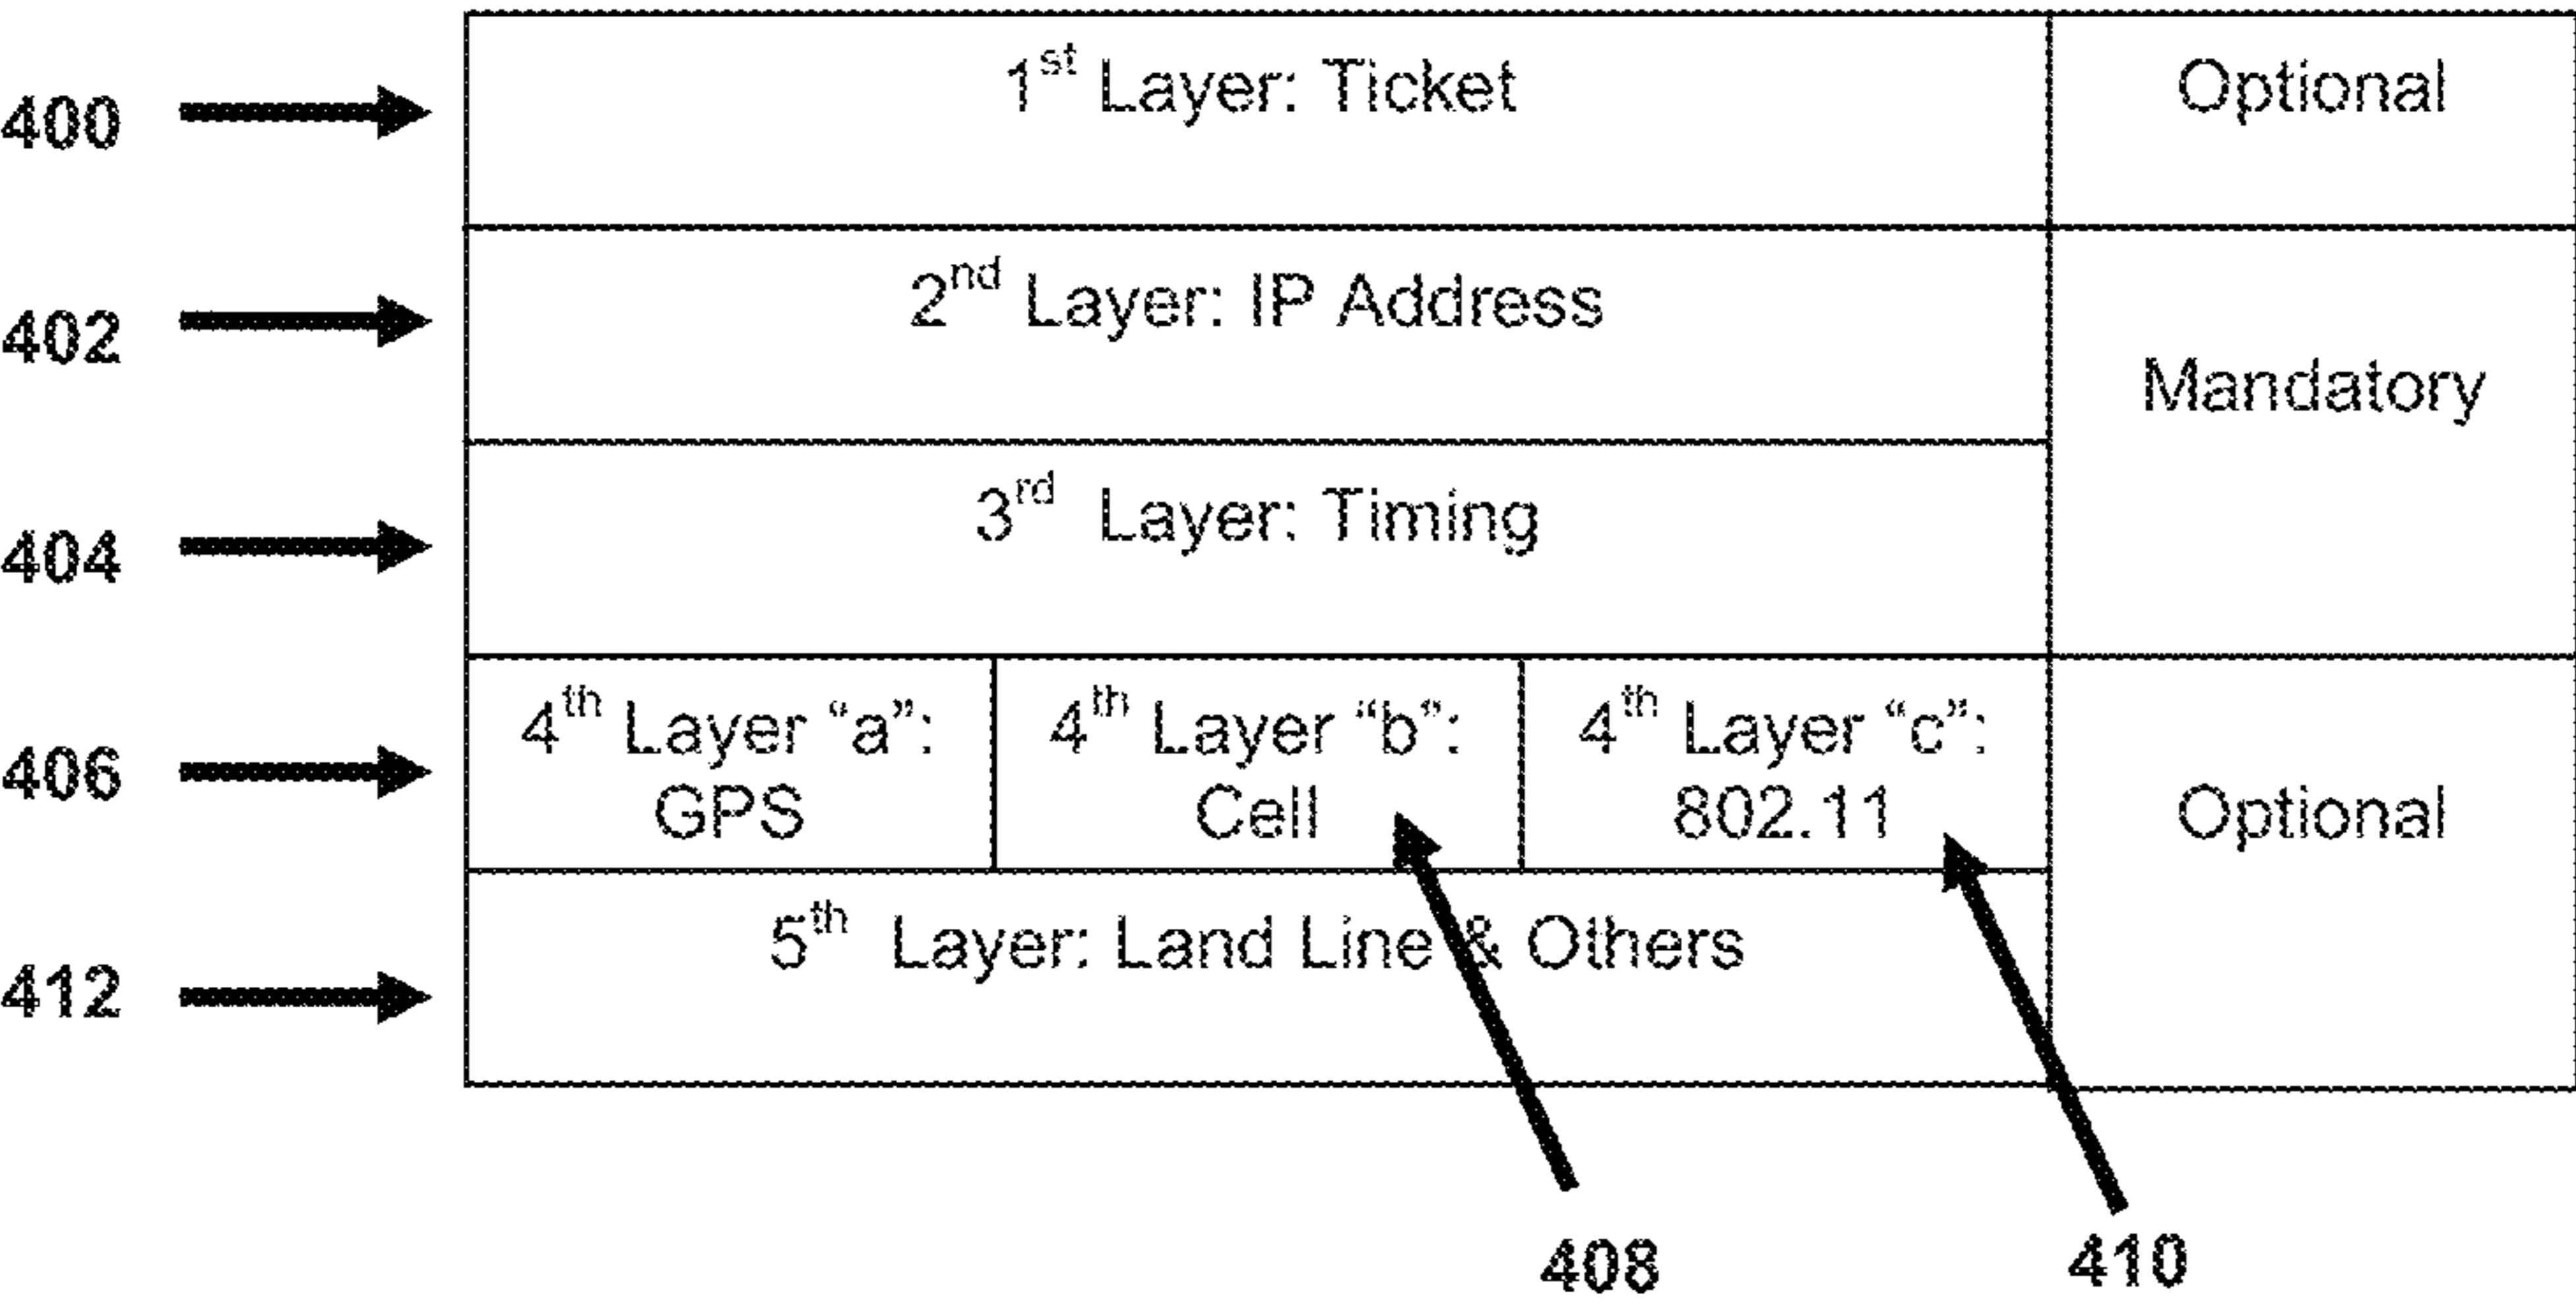 1st Layer: Ticket
Optional
400
2nd Layer: IP Address
402
Mandatory
3rd Layer: Timing
404
4th Layer “a”:
GPS
4th Layer “b”:
Cell
4th Layer “c”:
802.11
406
Optional
5th Layer: Land Line & Others
412
408
410